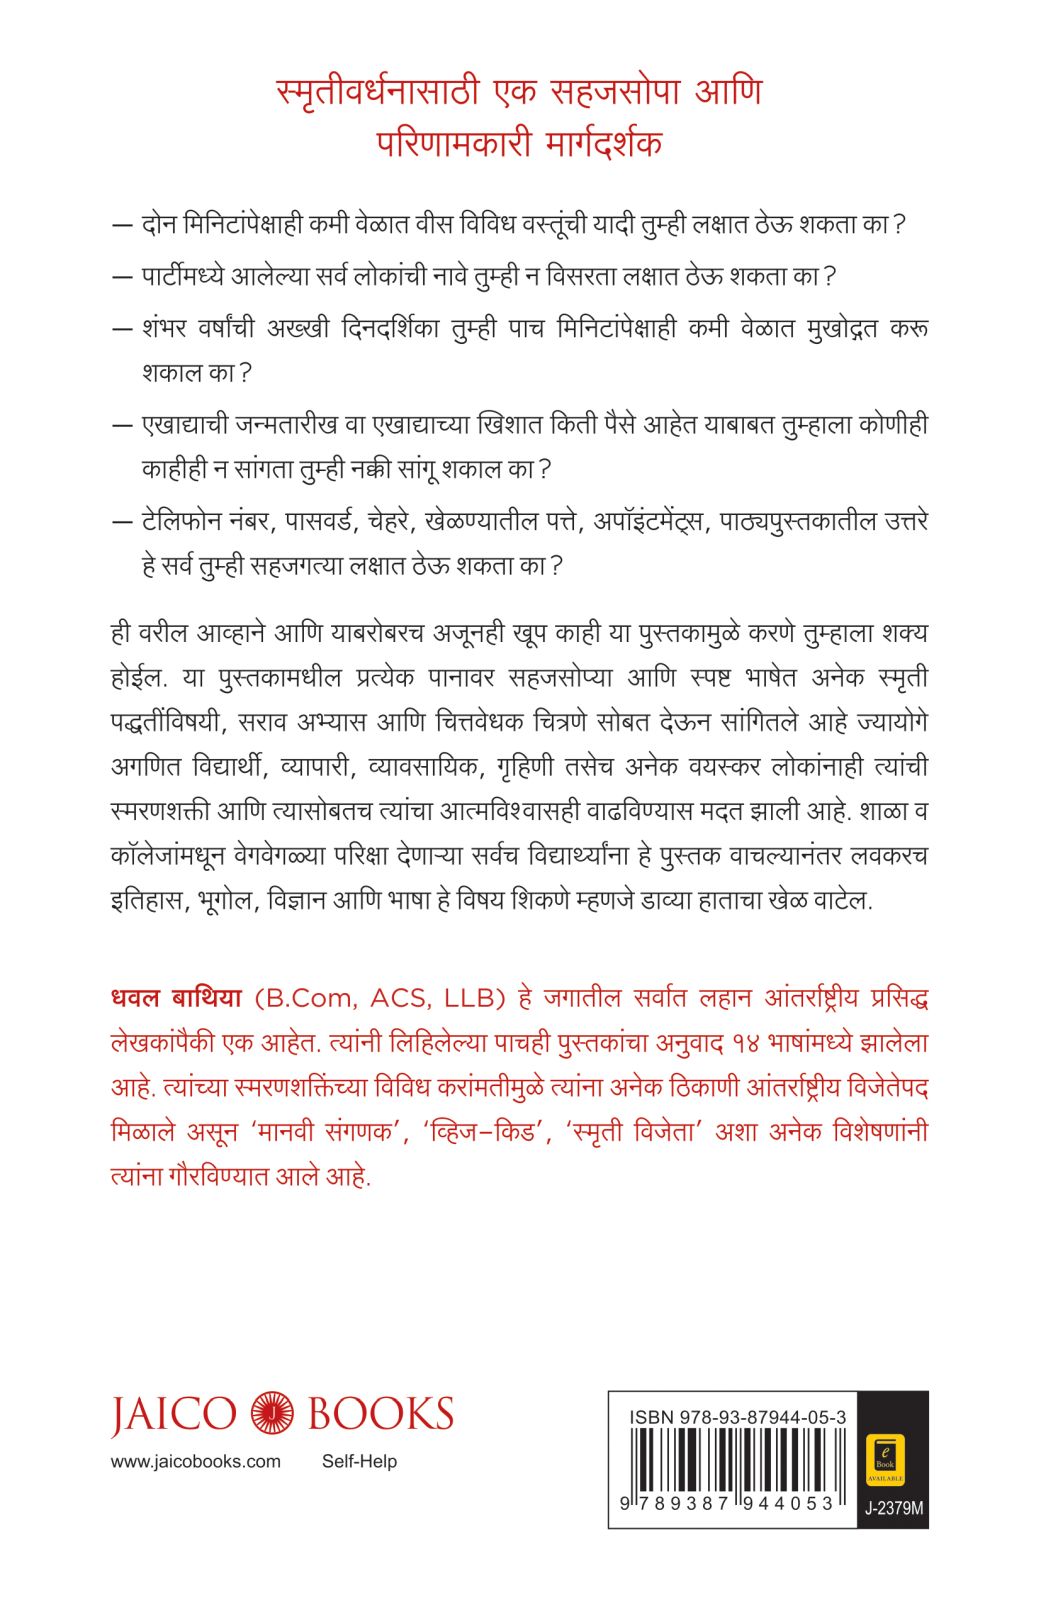 स्मृतीवर्धनासाठी एक सहजसोपा आणि
परिणामकारी मार्गदर्शक
– दोन मिनिटांपेक्षाही कमी वेळात वीस विविध वस्तूंची यादी तुम्ही लक्षात ठेऊ शकता का?
– पार्टीमध्ये आलेल्या सर्व लोकांची नावे तुम्ही न विसरता लक्षात ठेऊ शकता का?
– शंभर वर्षांची अख्खी दिनदर्शिका तुम्ही पाच मिनिटांपेक्षाही कमी वेळात मुखोद्गत करू
शकाल का?
– एखाद्याची जन्मतारीख वा एखाद्याच्या खिशात किती पैसे आहेत याबाबत तुम्हाला कोणीही
काहीही न सांगता तुम्ही नक्की सांगू शकाल का?
– टेलिफोन नंबर, पासवर्ड, चेहरे, खेळण्यातील पत्ते, अपॉइंटमेंट्स, पाठ्यपुस्तकातील उत्तरे
हे सर्व तुम्ही सहजगत्या लक्षात ठेऊ शकता का?
ही वरील आव्हाने आणि याबरोबरच अजूनही खूप काही या पुस्तकामुळे करणे तुम्हाला शक्य
होईल. या पुस्तकामधील प्रत्येक पानावर सहजसोप्या आणि स्पष्ट भाषेत अनेक स्मृती
पद्धतींविषयी, सराव अभ्यास आणि चित्तवेधक चित्रणे सोबत देऊन सांगितले आहे ज्यायोगे
अगणित विद्यार्थी, व्यापारी, व्यावसायिक, गृहिणी तसेच अनेक वयस्कर लोकांनाही त्यांची
स्मरणशक्ती आणि त्यासोबतच त्यांचा आत्मविश्वासही वाढविण्यास मदत झाली आहे. शाळा व
कॉलेजांमधून वेगवेगळ्या परिक्षा देणाऱ्या सर्वच विद्यार्थ्यांना हे पुस्तक वाचल्यानंतर लवकरच
इतिहास, भूगोल, विज्ञान आणि भाषा हे विषय शिकणे म्हणजे डाव्या हाताचा खेळ वाटेल.
धवल बाथिया (B.Com, ACS, LLB) हे जगातील सर्वात लहान आंतर्राष्ट्रीय प्रसिद्ध
लेखकांपैकी एक आहेत. त्यांनी लिहिलेल्या पाचही पुस्तकांचा अनुवाद १४ भाषांमध्ये झालेला
आहे. त्यांच्या स्मरणशक्तिंच्या विविध करांमतीमुळे त्यांना अनेक ठिकाणी आंतर्राष्ट्रीय विजेतेपद
मिळाले असून ‘मानवी संगणक’, ‘व्हिज–किड’, ‘स्मृती विजेता’ अशा अनेक विशेषणांनी
त्यांना गौरविण्यात आले आहे.
JAICO J BOOKS
www.jaicobooks.com Self-Help
ISBN 978-93-87944-05-3
9 789387 944053
e
Book
AVAILABLE
J-2379M